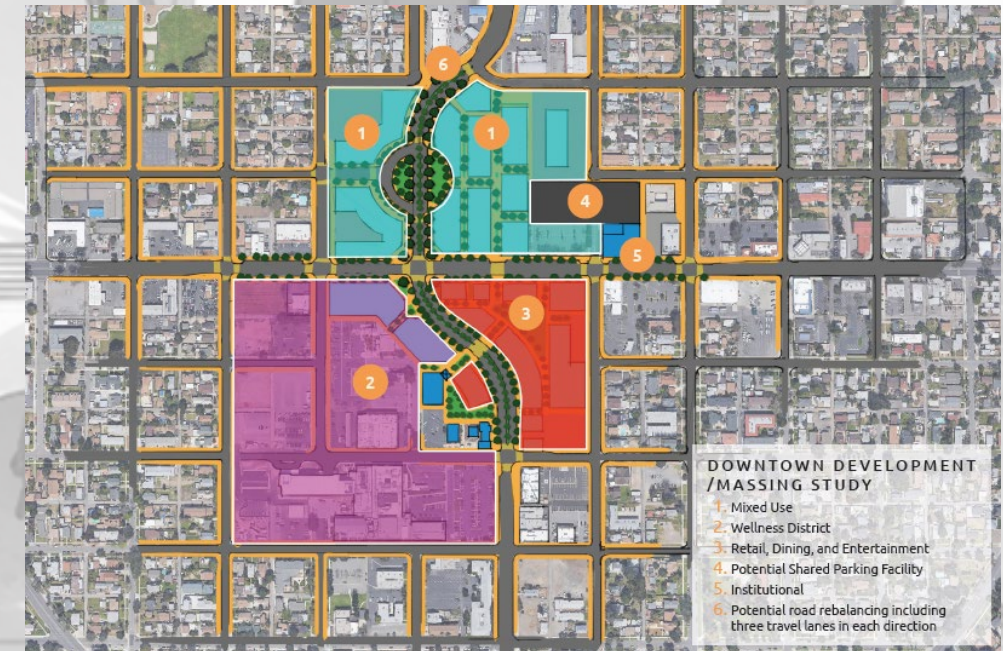 6
1
1
4
5
3
2
DOWNTOWN DEVELOPMENT
/MASSING STUDY
1. Mixed Use
2. Wellness District
3. Retail, Dining, and Entertainment
4. Potential Shared Parking Facility
5. Institutional
6. Potential road rebalancing including
three travel lanes in each direction